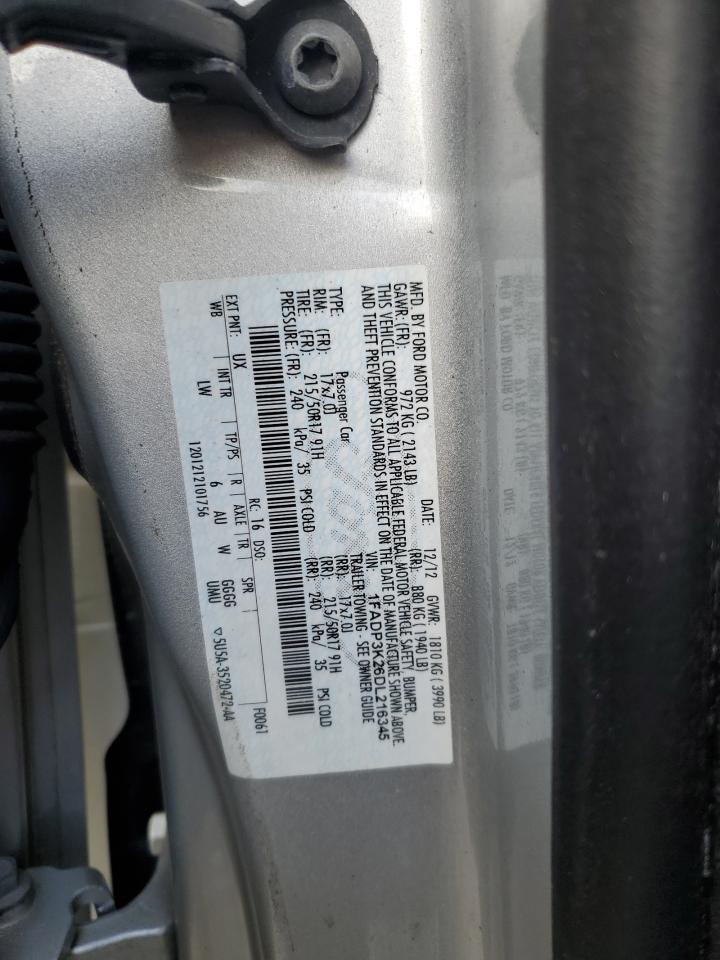 MFD. BY FORD MOTOR CO.
DATE: 12/12 GVWR: 1810 KG ( 3990 LB)
GAWR: (FR): 972 KG ( 2143 LB) (RR): 880 KG ( 1940 LB)
THIS VEHICLE CONFORMS TO ALL APPLICABLE FEDERAL MOTOR VEHICLE SAFETY, BUMPER,
AND THEFT PREVENTION STANDARDS IN EFFECT ON THE DATE OF MANUFACTURE SHOWN ABOVE.
VIN: 1FADP3K26DL216345
TYPE: Passenger Car TRAILER TOWING - SEE OWNER GUIDE
RIM: (FR): 17x7.0J (RR): 17x7.0J
TIRE: (FR): 215/50R17 91H (RR): 215/50R17 91H
PRESSURE: (FR): 240 kPa/ 35 PSI COLD (RR): 240 kPa/ 35 PSI COLD
F0061
EXT PNT: UX RC: 16 DSO:
WB INT TR TP/PS R AXLE TR SPR
LW 6 AU W GGGG
UMU
1201212101756
5U5A-3520472-AA